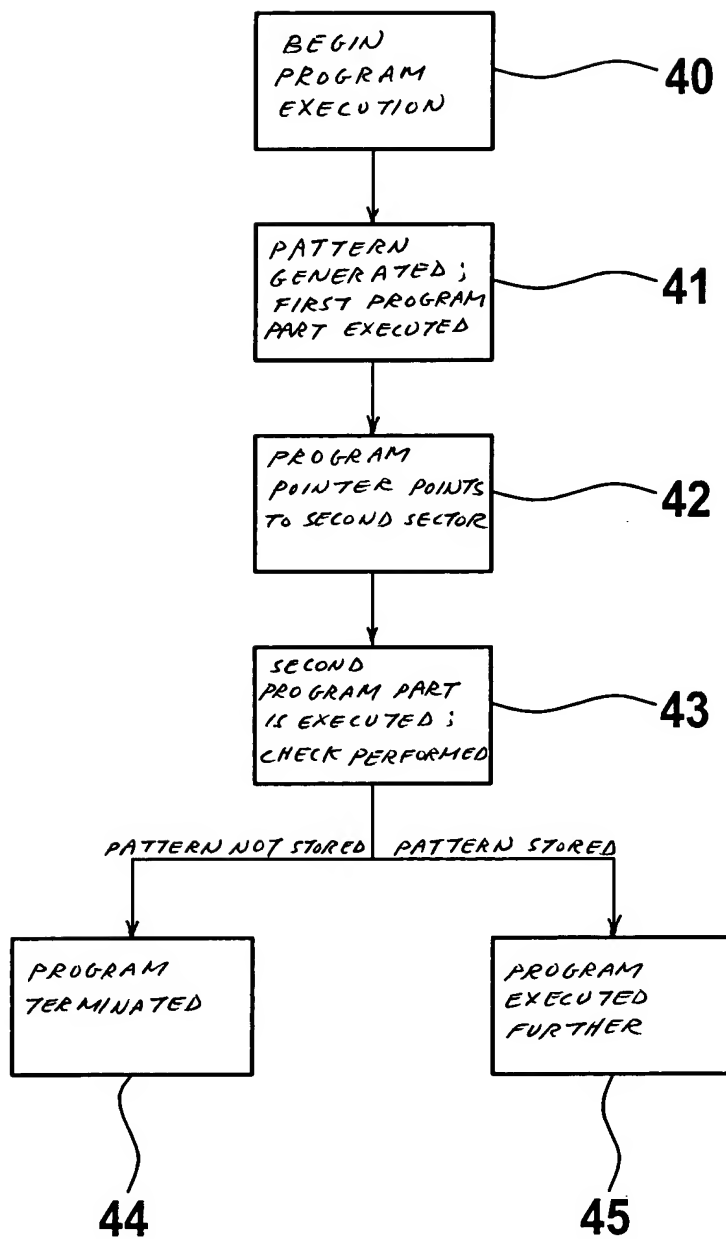 BEGIN
PROGRAM
EXECUTION
40
PATTERN
GENERATED;
FIRST PROGRAM
PART EXECUTED
41
PROGRAM
POINTER POINTS
TO SECOND SECTOR
42
SECOND
PROGRAM PART
IS EXECUTED;
CHECK PERFORMED
43
PATTERN NOT STORED
PATTERN STORED
PROGRAM
TERMINATED
PROGRAM
EXECUTED
FURTHER
44
45